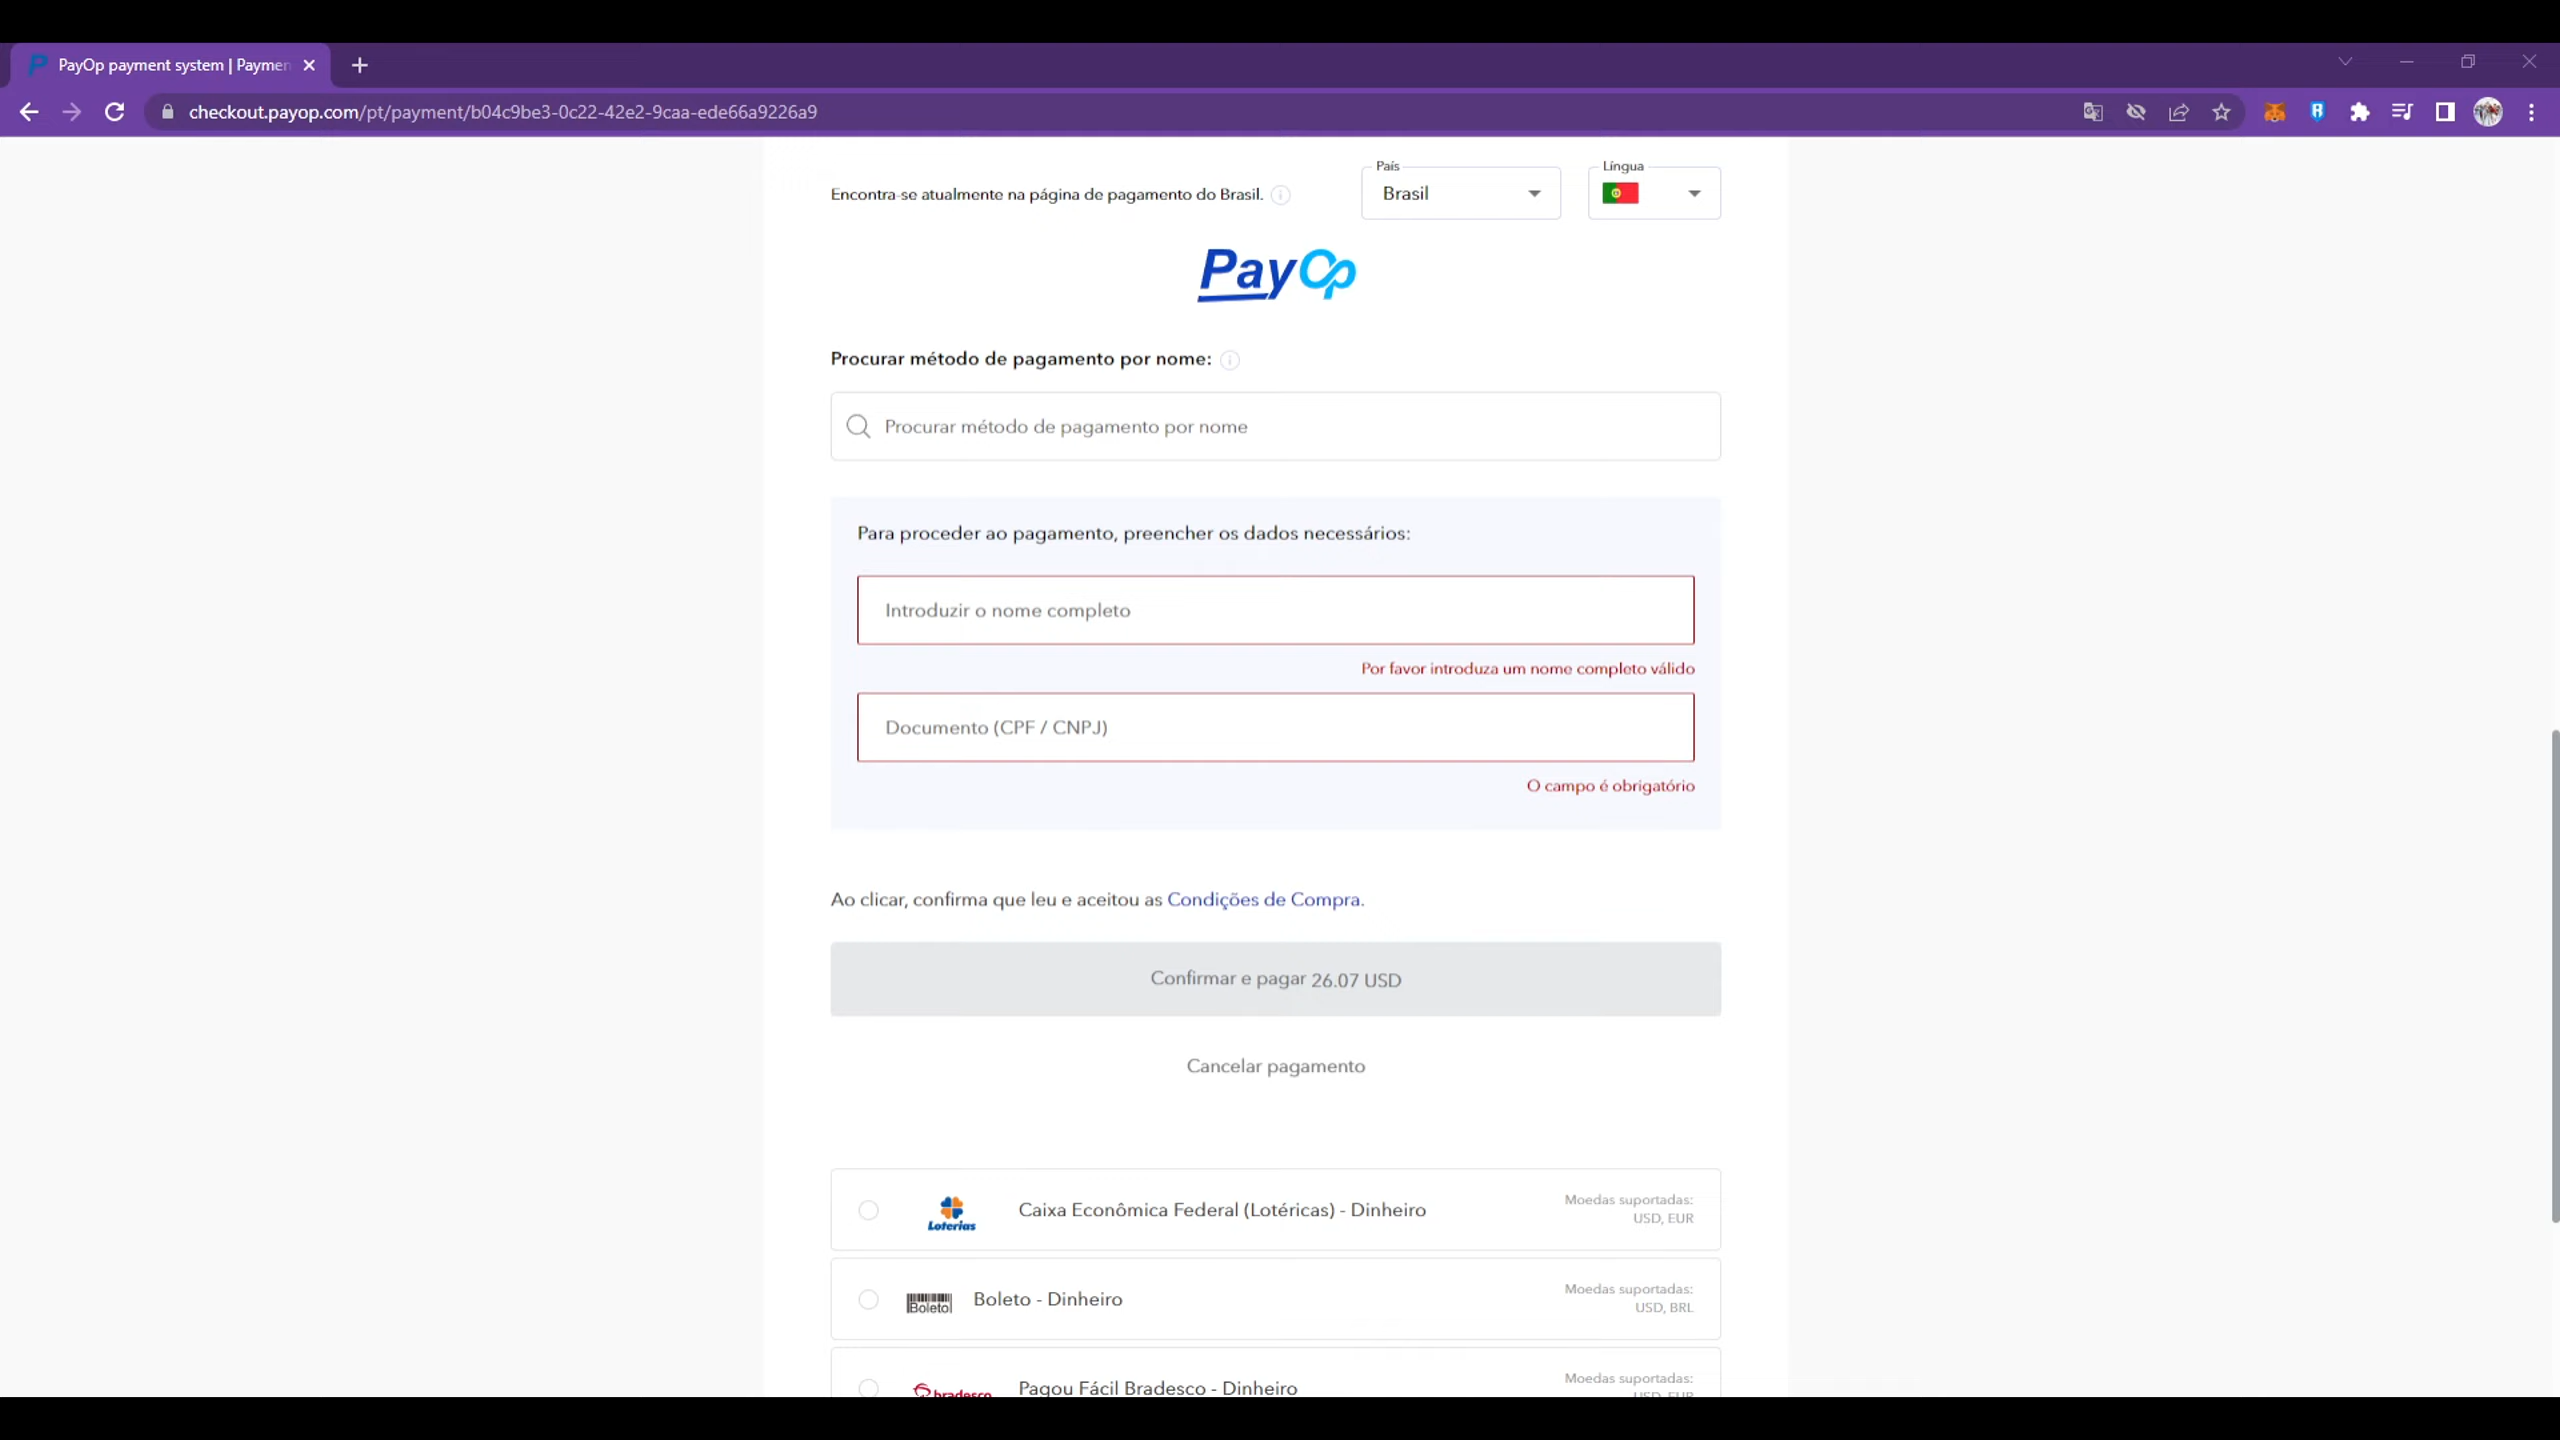 PayOp payment system | Paymen
checkout.payop.com/pt/payment/b04c9be3-0c22-42e2-9caa-ede66a9226a9
Encontra-se atualmente na página de pagamento do Brasil.
País
Brasil
Língua
PayOp
Procurar método de pagamento por nome:
Procurar método de pagamento por nome
Para proceder ao pagamento, preencher os dados necessários:
Introduzir o nome completo
Por favor introduza um nome completo válido
Documento (CPF / CNPJ)
O campo é obrigatório
Ao clicar, confirma que leu e aceitou as Condições de Compra.
Confirmar e pagar 26.07 USD
Cancelar pagamento
Loterias
Caixa Econômica Federal (Lotéricas) - Dinheiro
Moedas suportadas:
USD, EUR
Boleto
Boleto - Dinheiro
Moedas suportadas:
USD, BRL
bradesco
Pagou Fácil Bradesco - Dinheiro
Moedas suportadas:
USD, EUR